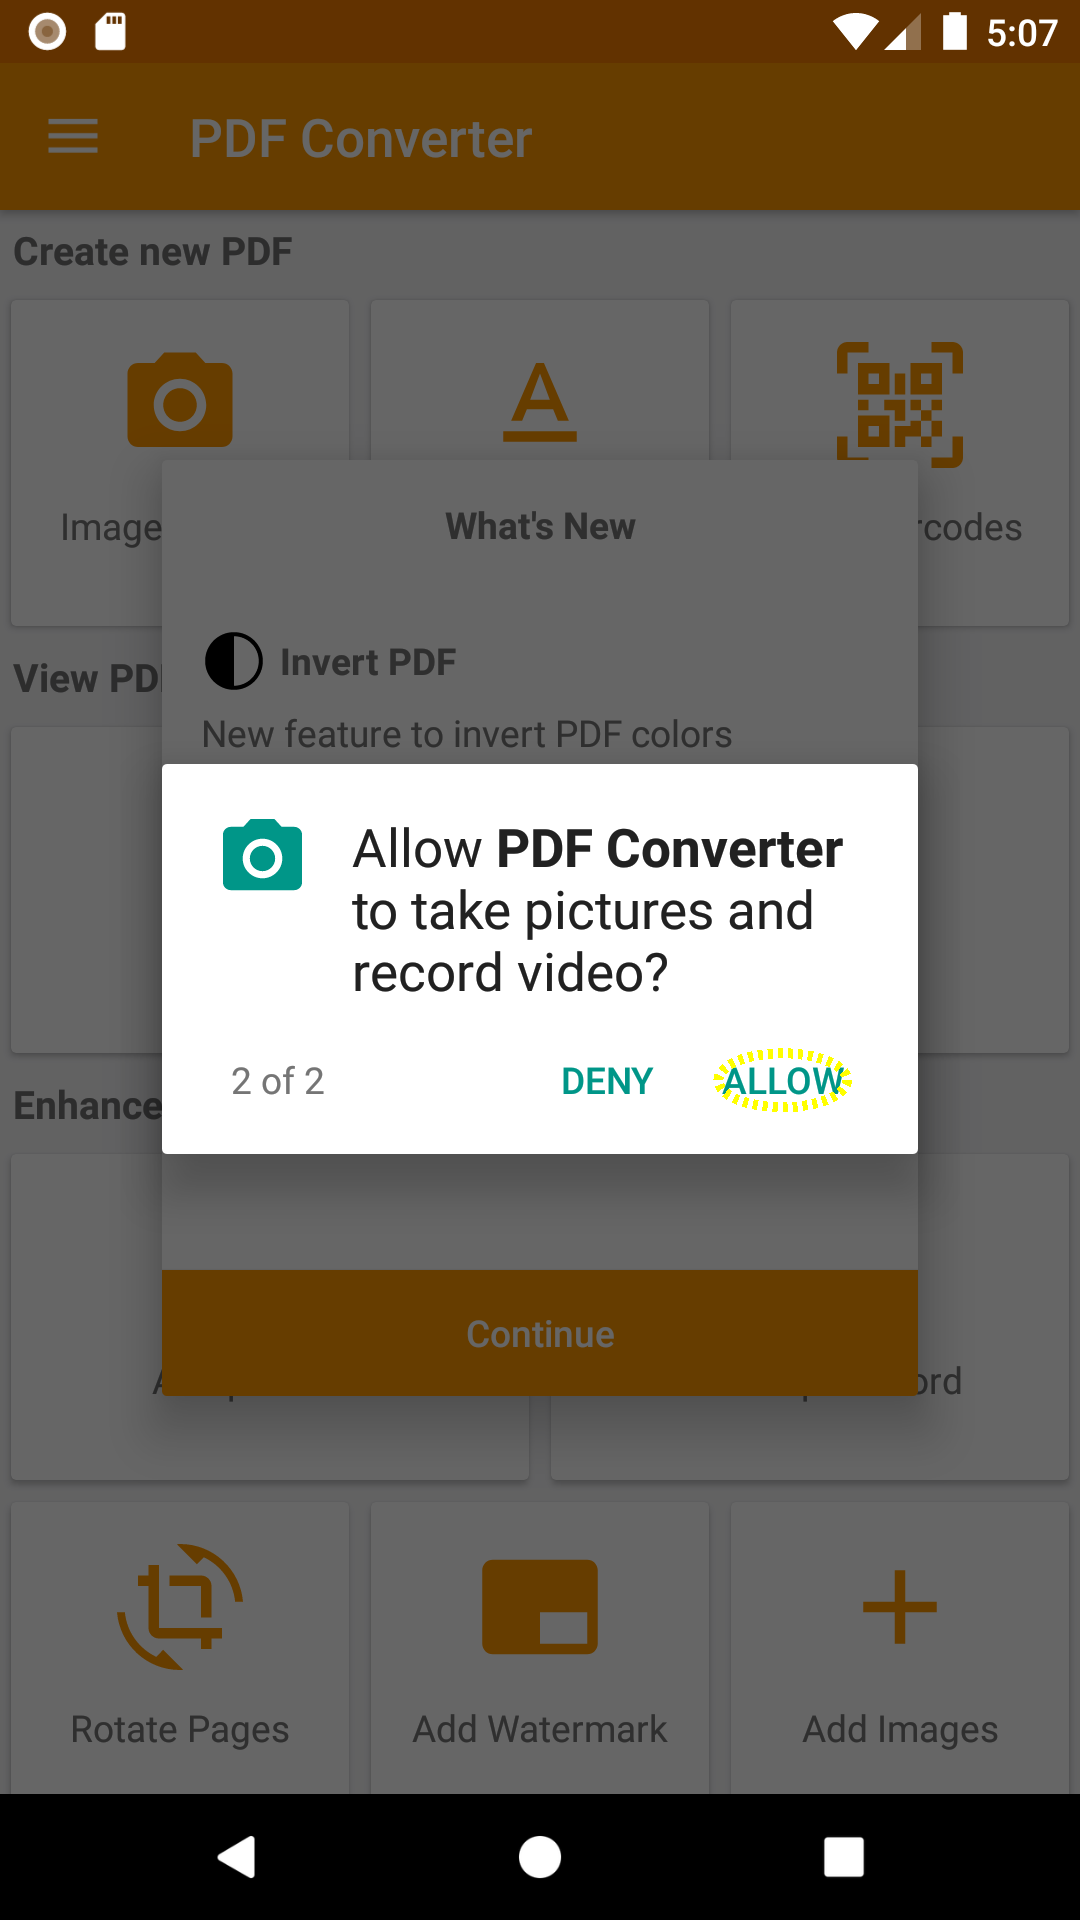 5:07
PDF Converter
Create new PDF
Image
rcodes
What's New
Invert PDF
View PD
New feature to invert PDF colors
Allow PDF Converter
to take pictures and
record video?
2 of 2
DENY
ALLOW
Enhance
Continue
ord
Rotate Pages
Add Watermark
Add Images